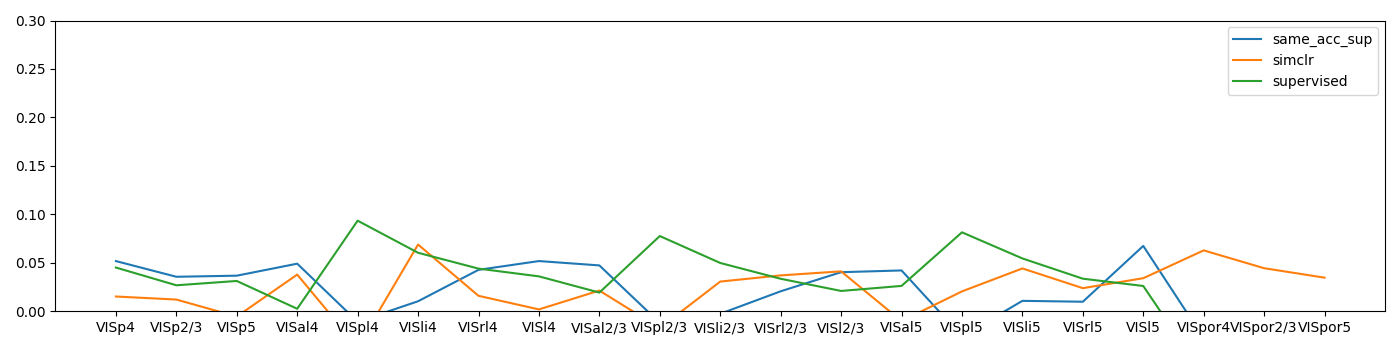 0.30
0.25
0.20
0.15
0.10
0.05
0.00
same_acc_sup
simclr
supervised
VISp4 VISp2/3 VISp5 VISal4 VISpl4 VISli4 VISrl4 VISl4 VISal2/3 VISpl2/3 VISli2/3 VISrl2/3 VISl2/3 VISal5 VISpl5 VISli5 VISrl5 VISl5 VISpor4 VISpor2/3 VISpor5